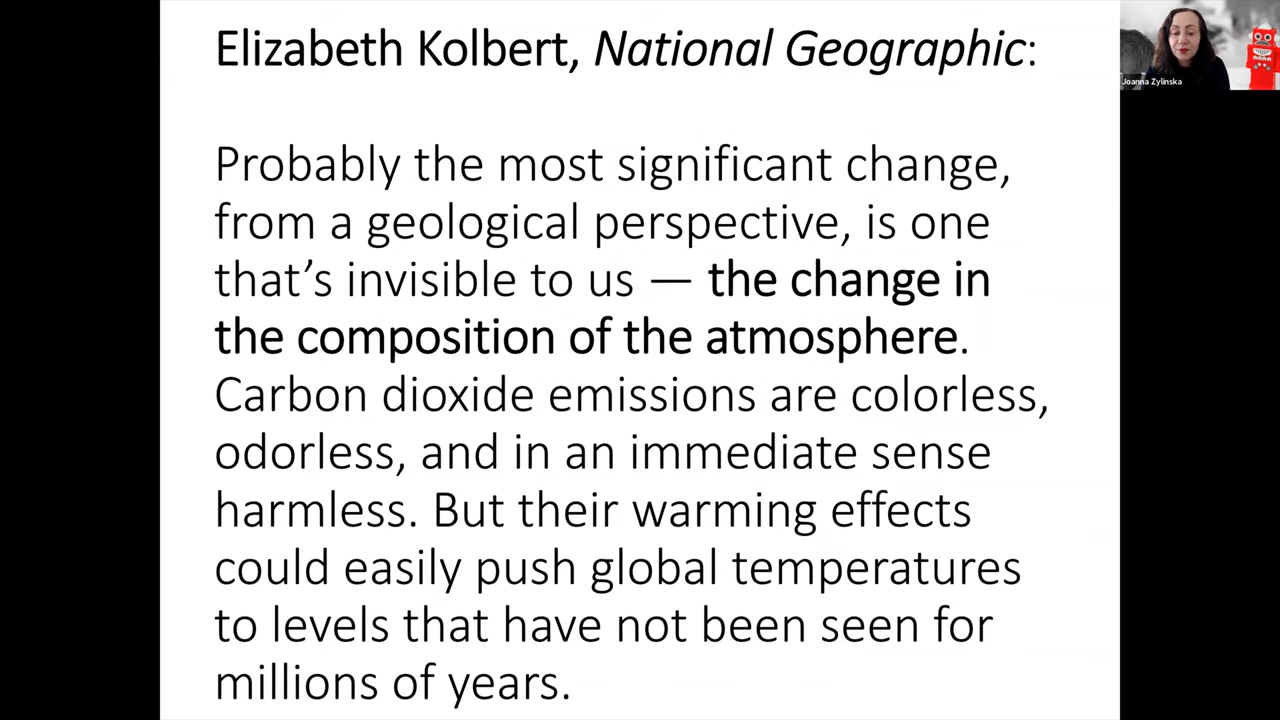 Elizabeth Kolbert, National Geographic:
Joanna Zylinska
Probably the most significant change,
from a geological perspective, is one
that’s invisible to us — the change in
the composition of the atmosphere.
Carbon dioxide emissions are colorless,
odorless, and in an immediate sense
harmless. But their warming effects
could easily push global temperatures
to levels that have not been seen for
millions of years.